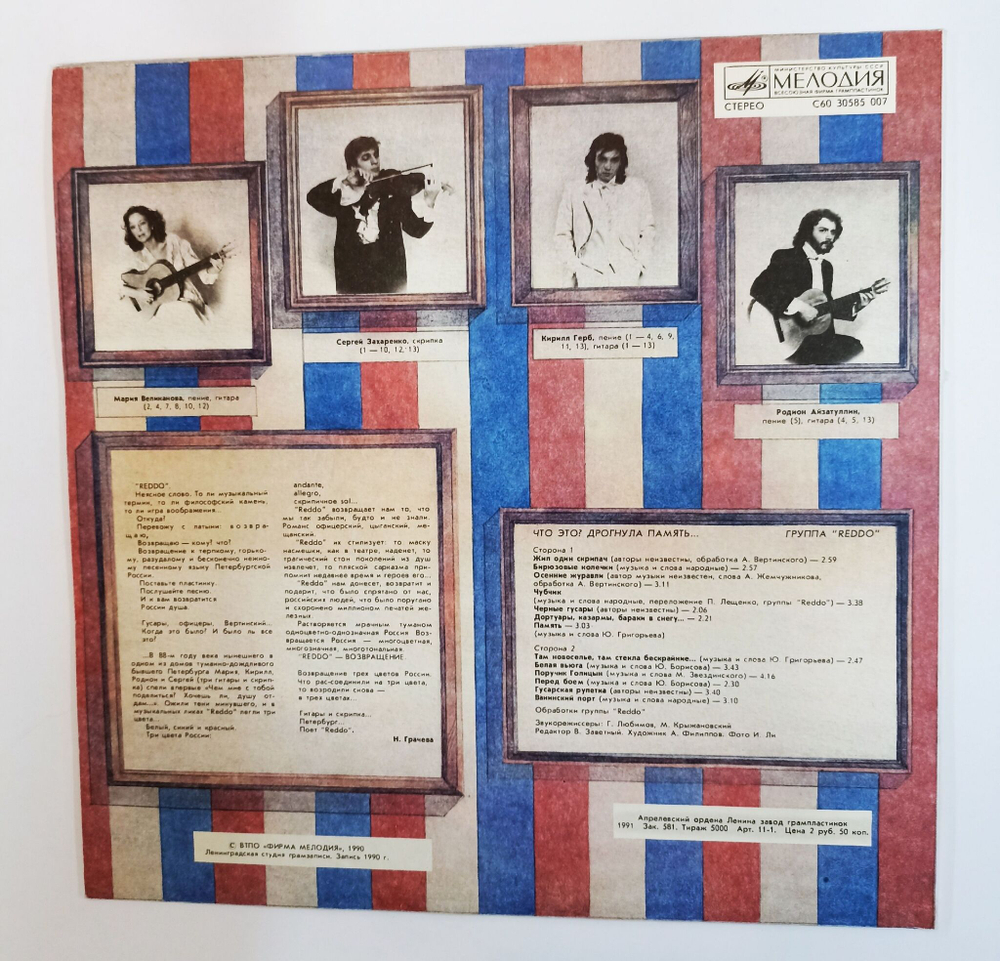 МИНИСТЕРСТВО КУЛЬТУРЫ СССР
МЕЛОДИЯ
ВСЕСОЮЗНАЯ ФИРМА ГРАМПЛАСТИНОК
СТЕРЕО С60 30585 007
Сергей Захаренко, скрипка
(1 — 10, 12, 13)
Кирилл Герб, пение (1 — 4, 6, 9,
11, 13), гитара (1 — 13)
Мария Великанова, пение, гитара
(2, 4, 7, 8, 10, 12)
Родион Айзатуллин,
пение (5), гитара (4, 5, 13)
"REDDO".
Неясное слово. То ли музыкальный
термин, то ли философский камень,
то ли игра воображения...
Откуда?
Перевожу с латыни: возвра-
щаю.
Возвращаю — кому? что?
Возвращение к терпкому, горько-
му, разудалому и бесконечно нежно-
му песенному языку Петербургской
России.
Поставьте пластинку.
Послушайте песню.
И к вам возвратится
России душа.
Гусары, офицеры, Вертинский...
Когда это было? И было ль все
это?
...В 88-м году века нынешнего в
одном из домов туманно-дождливого
бывшего Петербурга Мария, Кирилл,
Родион и Сергей (три гитары и скрип-
ка) спели впервые «Чем мне с тобой
поделиться? Хочешь ли, душу от-
дам...». Ожили тени минувшего, и в
музыкальных ликах "Reddo" легли три
цвета...
Белый, синий и красный.
Три цвета России:
andante,
allegro,
скрипичное sol...
"Reddo" возвращает нам то, что
мы так забыли, будто и не знали.
Романс офицерский, цыганский, ме-
щанский.
"Reddo" их стилизует: то маску
насмешки, как в театре, наденет, то
трагический стон поколений из душ
извлечет, то пляской сарказма при-
помнит недавнее время и героев его...
"Reddo" нам донесет, возвратит и
подарит, что было спрятано от нас,
российских людей, что было поругано
и схоронено миллионом печатей же-
лезных.
Растворяется мрачным туманом
одноцветно-однозначная Россия. Воз-
вращается Россия — многоцветная,
многозначная, многотональная.
"REDDO" — ВОЗВРАЩЕНИЕ.
Возвращение трех цветов России.
Что рас-соединили на три цвета,
то возродили снова —
в трех цветах...
Гитары и скрипка...
Петербург...
Поет "Reddo".
Н. Грачева
ЧТО ЭТО? ДРОГНУЛА ПАМЯТЬ... ГРУППА "REDDO"
Сторона 1
Жил один скрипач (авторы неизвестны, обработка А. Вертинского) — 2.59
Бирюзовые колечки (музыка и слова народные) — 2.57
Осенние журавли (автор музыки неизвестен, слова А. Жемчужникова,
обработка А. Вертинского) — 3.11
Чубчик
(музыка и слова народные, переложение П. Лещенко, группы "Reddo") — 3.38
Черные гусары (авторы неизвестны) — 2.06
Дортуары, казармы, бараки в снегу... — 2.21
Память — 3.03
(музыка и слова Ю. Григорьева)
Сторона 2
Там новоселье, там стекла бескрайние... (музыка и слова Ю. Григорьева) — 2.47
Белая вьюга (музыка и слова Ю. Борисова) — 3.43
Поручик Голицын (музыка и слова М. Звездинского) — 4.16
Перед боем (музыка и слова Ю. Борисова) — 2.30
Гусарская рулетка (авторы неизвестны) — 3.40
Ванинский порт (музыка и слова народные) — 3.10
Обработки группы "Reddo"
Звукорежиссеры: Г. Любимов, М. Крыжановский
Редактор В. Заветный. Художник А. Филиппов. Фото И. Ли
Апрелевский ордена Ленина завод грампластинок
1991 Зак. 581. Тираж 5000 Арт. 11-1. Цена 2 руб. 50 коп.
© ВТПО «ФИРМА МЕЛОДИЯ», 1990
Ленинградская студия грамзаписи. Запись 1990 г.